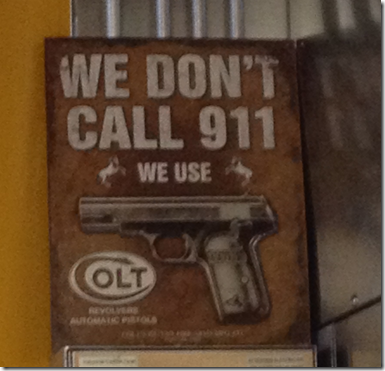 WE DON'T
CALL 911
WE USE
COLT
REVOLVERS
AUTOMATIC PISTOLS